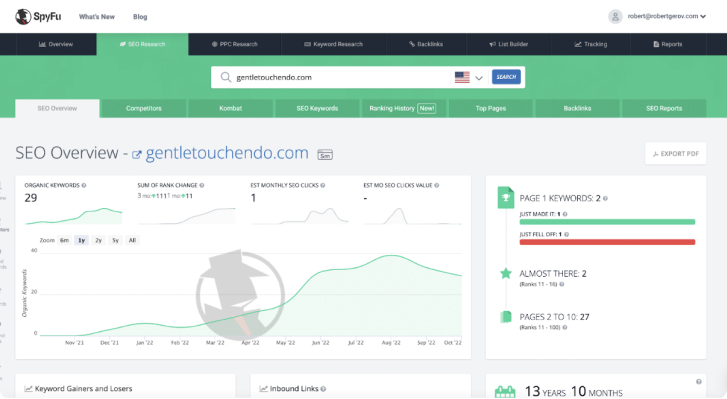 SpyFu What's New Blog robert@robertgerov.com
Overview SEO Research PPC Research Keyword Research Backlinks List Builder Tracking Reports
gentletouchendo.com SEARCH
SEO Overview Competitors Kombat SEO Keywords Ranking History New! Top Pages Backlinks SEO Reports
SEO Overview - gentletouchendo.com
EXPORT PDF
ORGANIC KEYWORDS
29
SUM OF RANK CHANGE
3 mo 111 1 mo 11
EST MONTHLY SEO CLICKS
1
EST MO SEO CLICKS VALUE
-
Zoom 6m 1y 2y 5y All
Organic Keywords
40
20
0
Nov '21 Dec '21 Jan '22 Feb '22 Mar '22 Apr '22 May '22 Jun '22 Jul '22 Aug '22 Sep '22 Oct '22
PAGE 1 KEYWORDS: 2
JUST MADE IT: 1
JUST FELL OFF: 1
ALMOST THERE: 2
(Ranks 11 - 16)
PAGES 2 TO 10: 27
(Ranks 11 - 100)
Keyword Gainers and Losers
Inbound Links
13 YEARS 10 MONTHS